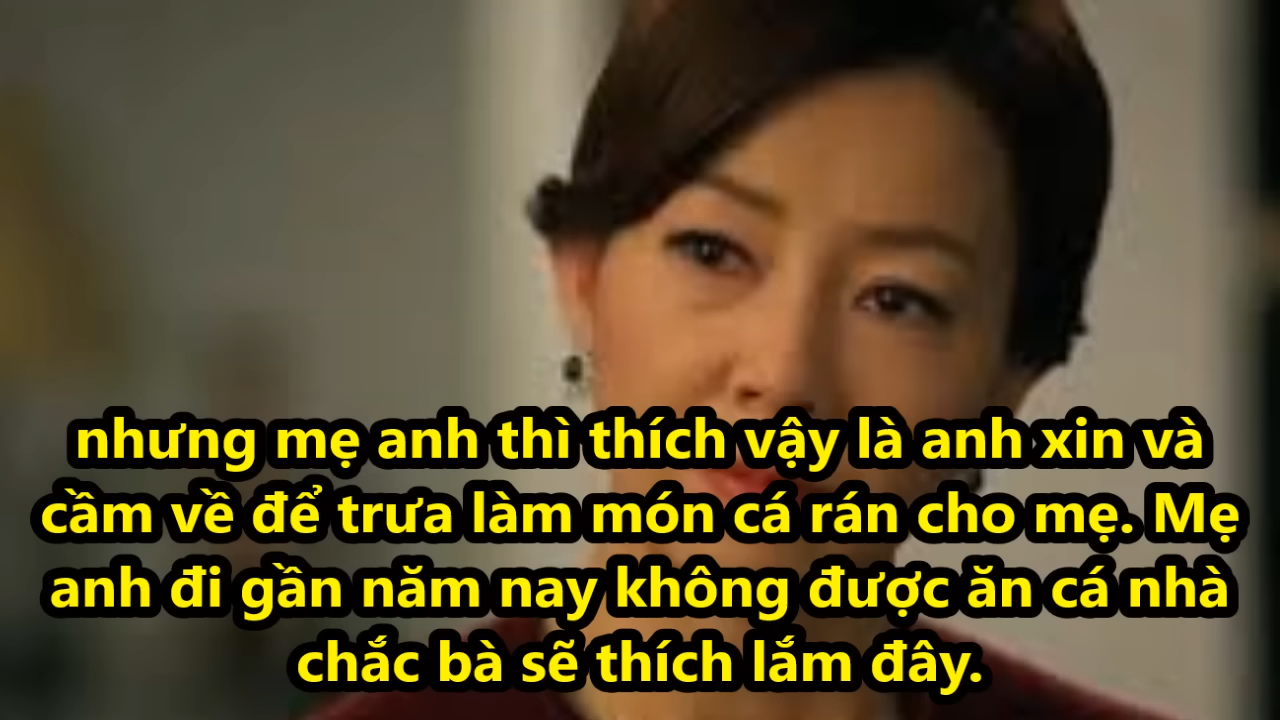 nhưng mẹ anh thì thích vậy là anh xin và
cầm về để trưa làm món cá rán cho mẹ. Mẹ
anh đi gần năm nay không được ăn cá nhà
chắc bà sẽ thích lắm đây.